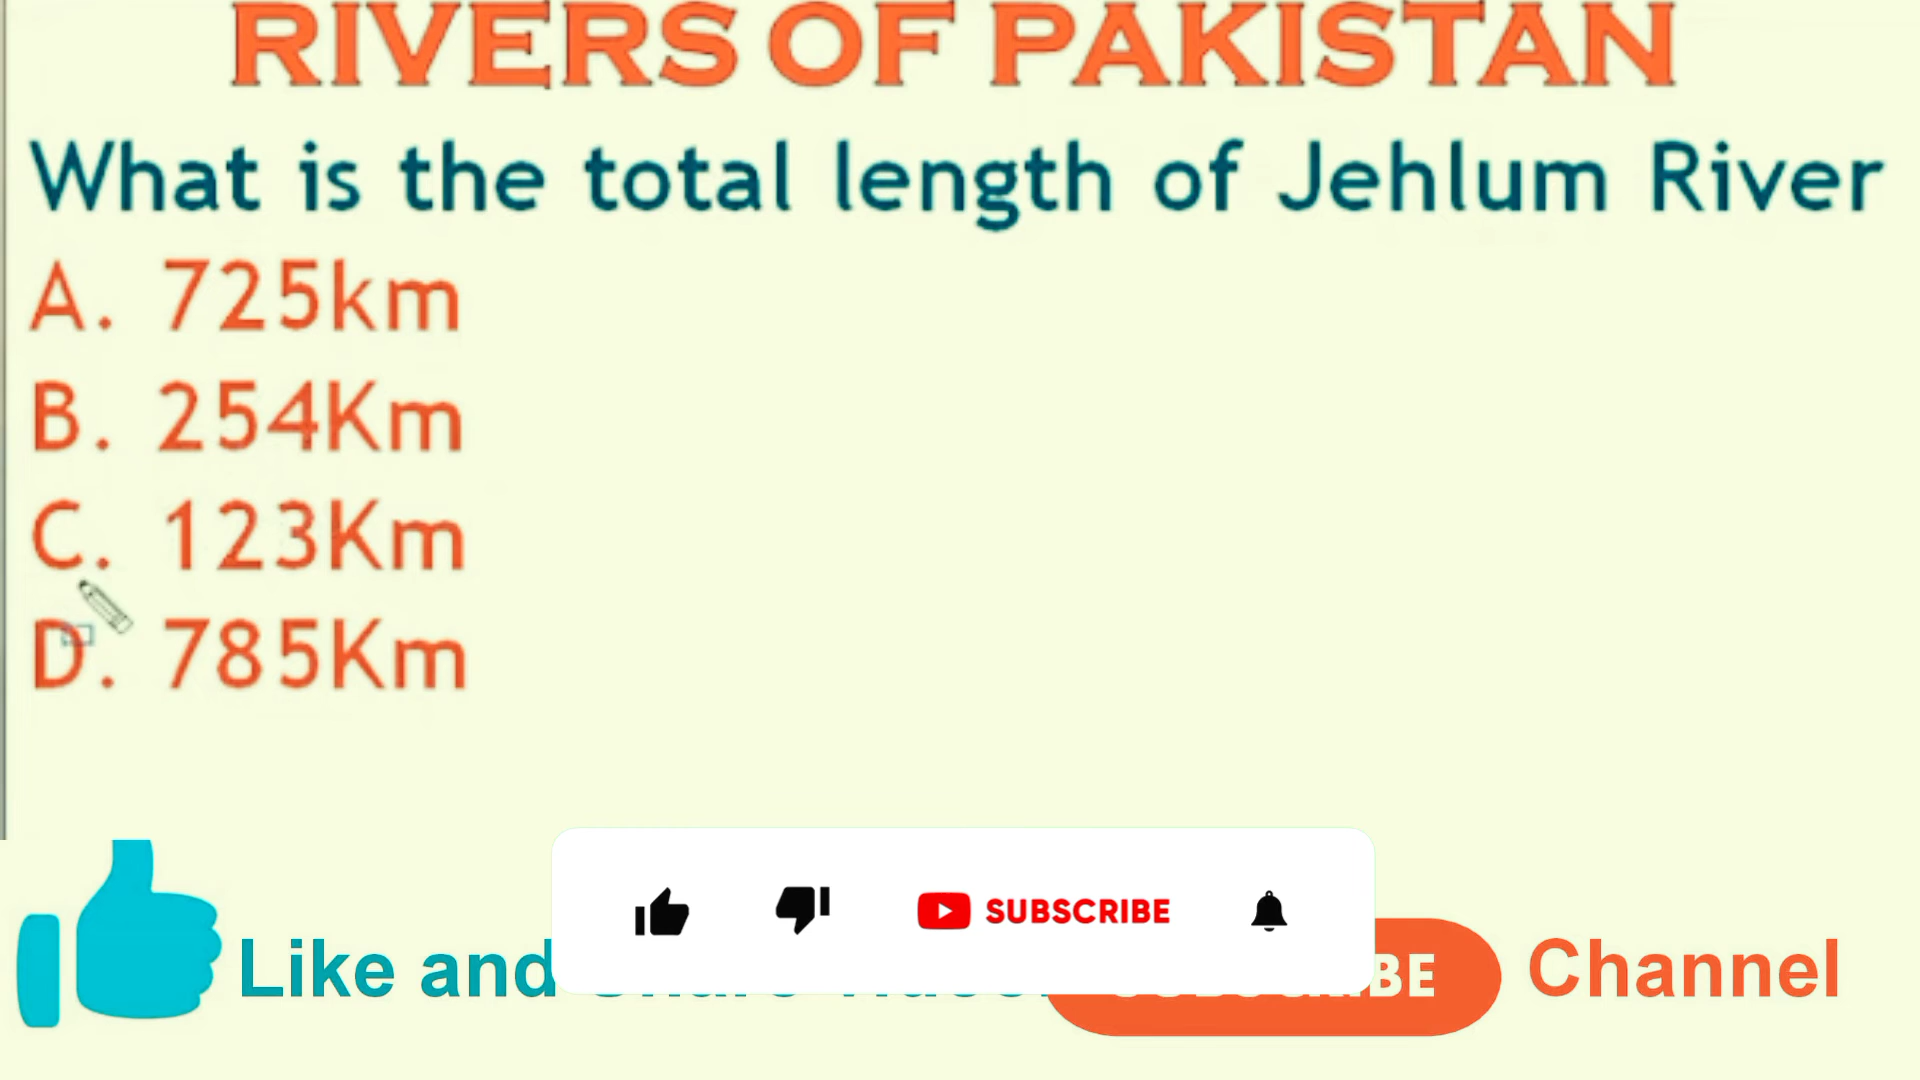 RIVERS OF PAKISTAN
What is the total length of Jehlum River
A. 725km
B. 254Km
C. 123Km
D. 785Km
SUBSCRIBE
Like and
Channel